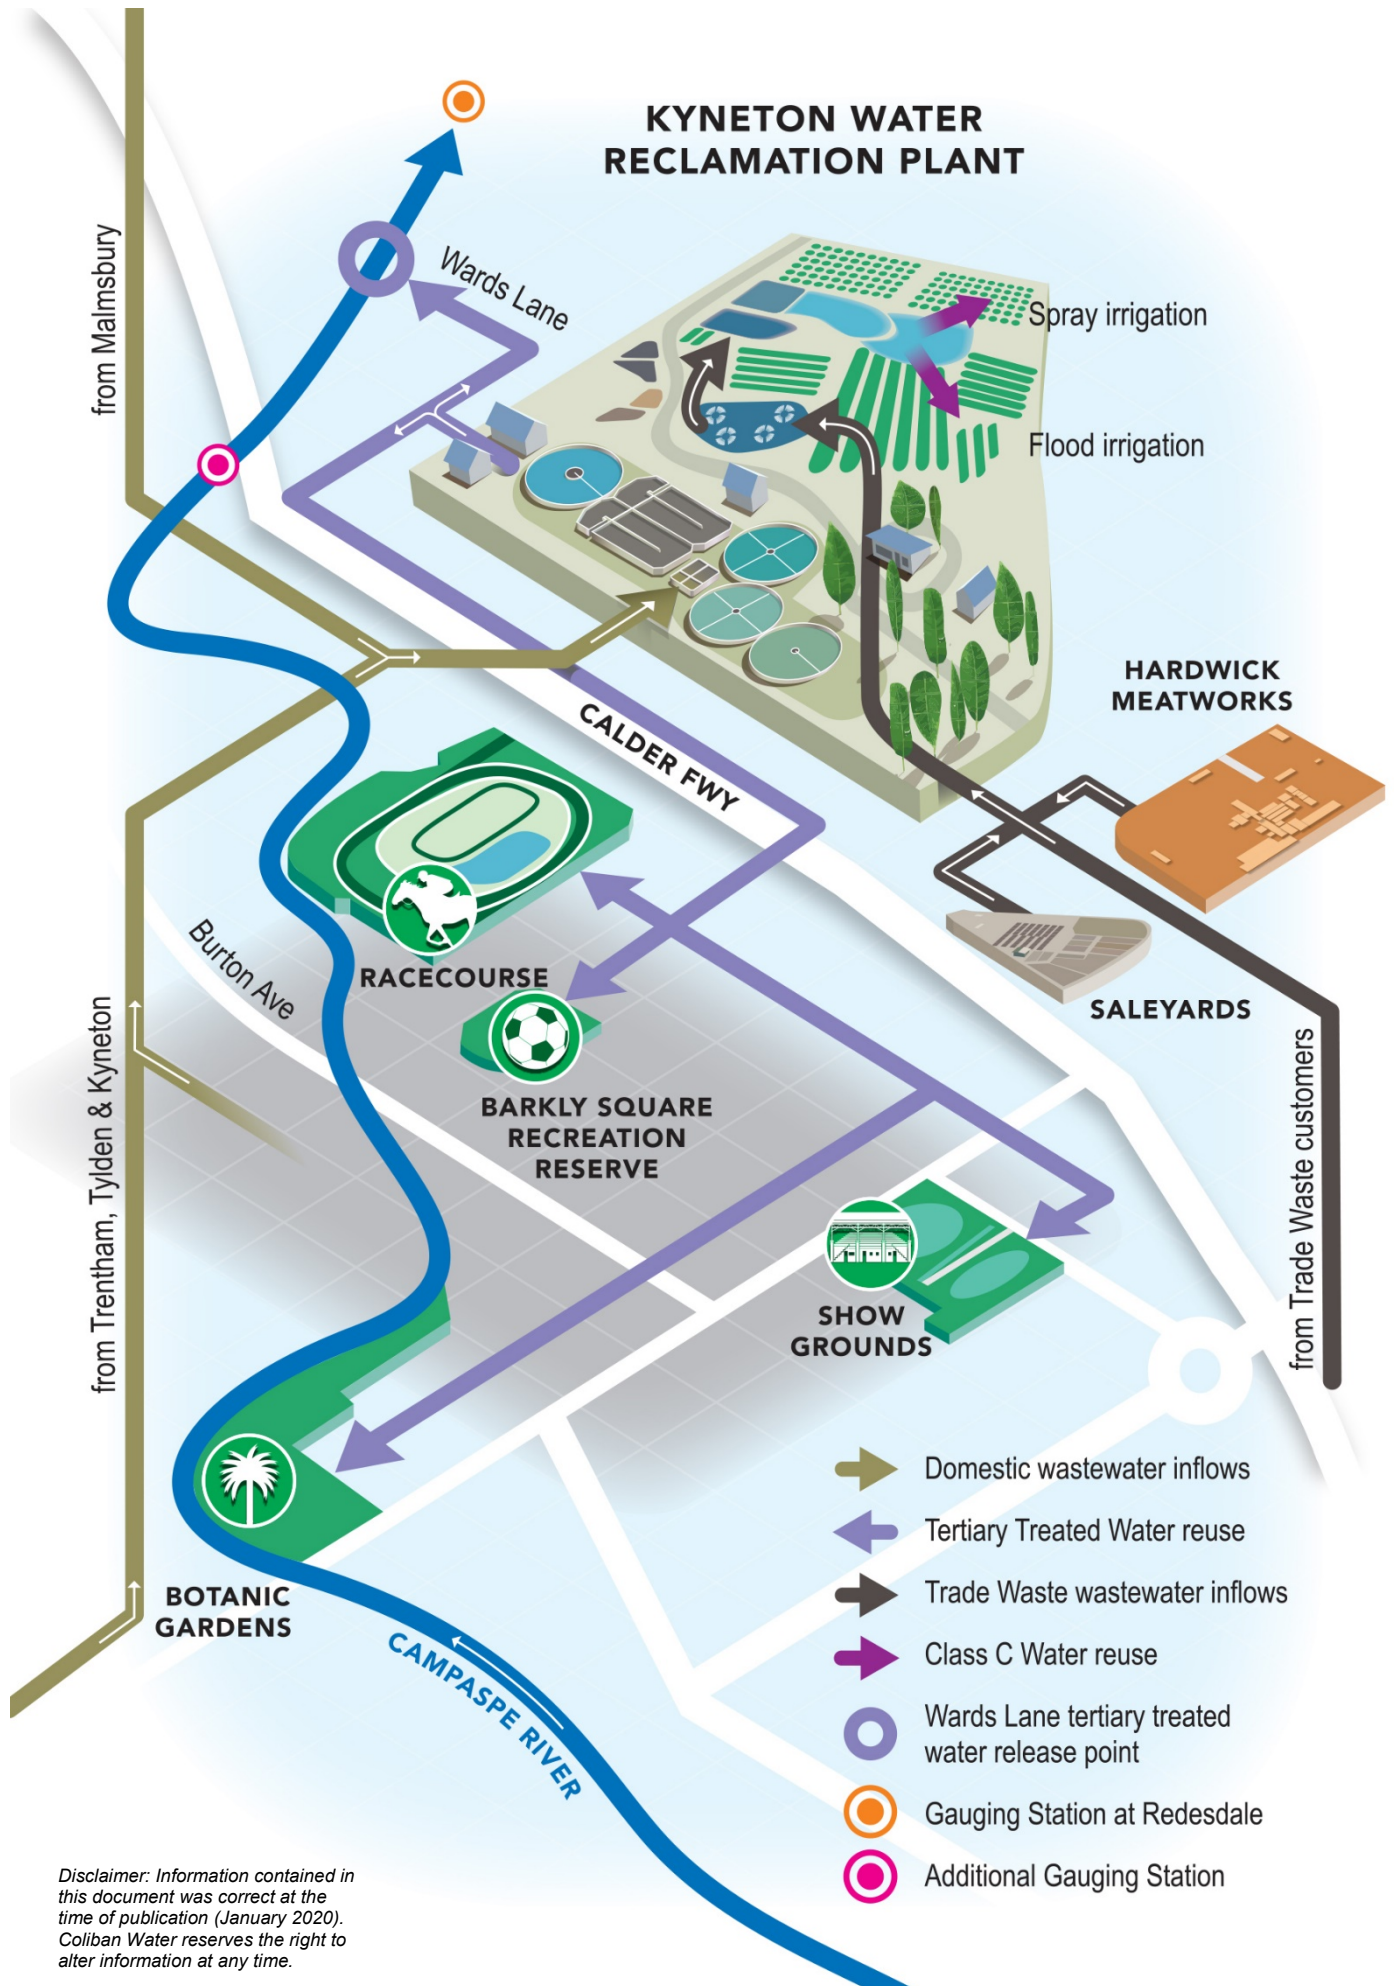 KYNETON WATER
RECLAMATION PLANT
from Malmsbury
Wards Lane
Spray irrigation
Flood irrigation
HARDWICK
MEATWORKS
CALDER FWY
RACECOURSE
SALEYARDS
Burton Ave
from Trentham, Tylden & Kyneton
BARKLY SQUARE
RECREATION
RESERVE
from Trade Waste customers
SHOW
GROUNDS
BOTANIC
GARDENS
CAMPASPE RIVER
Domestic wastewater inflows
Tertiary Treated Water reuse
Trade Waste wastewater inflows
Class C Water reuse
Wards Lane tertiary treated
water release point
Gauging Station at Redesdale
Additional Gauging Station
Disclaimer: Information contained in
this document was correct at the
time of publication (January 2020).
Coliban Water reserves the right to
alter information at any time.